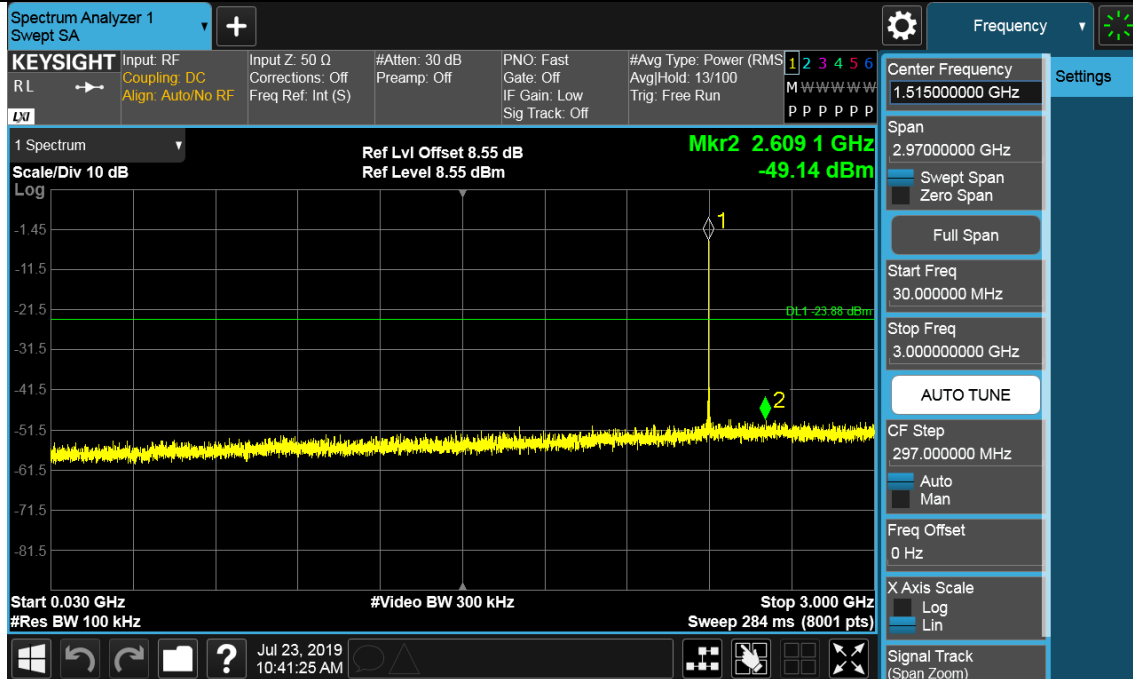 Spectrum Analyzer 1
Swept SA
+
Frequency
KEYSIGHT
R L
LXI
Input: RF
Coupling: DC
Align: Auto/No RF
Input Z: 50 Ω
Corrections: Off
Freq Ref: Int (S)
#Atten: 30 dB
Preamp: Off
PNO: Fast
Gate: Off
IF Gain: Low
Sig Track: Off
#Avg Type: Power (RMS
Avg|Hold: 13/100
Trig: Free Run
1 2 3 4 5 6
M W W W W W
P P P P P P
1 Spectrum
Scale/Div 10 dB
Log
Ref Lvl Offset 8.55 dB
Ref Level 8.55 dBm
Mkr2 2.609 1 GHz
-49.14 dBm
1
-1.45
-11.5
-21.5
DL1 -23.88 dBm
-31.5
-41.5
2
-51.5
-61.5
-71.5
-81.5
Start 0.030 GHz
#Res BW 100 kHz
#Video BW 300 kHz
Stop 3.000 GHz
Sweep 284 ms (8001 pts)
?
Jul 23, 2019
10:41:25 AM
Center Frequency
1.515000000 GHz
Span
2.97000000 GHz
Swept Span
Zero Span
Full Span
Start Freq
30.000000 MHz
Stop Freq
3.000000000 GHz
AUTO TUNE
CF Step
297.000000 MHz
Auto
Man
Freq Offset
0 Hz
X Axis Scale
Log
Lin
Signal Track
(Span Zoom)
Settings